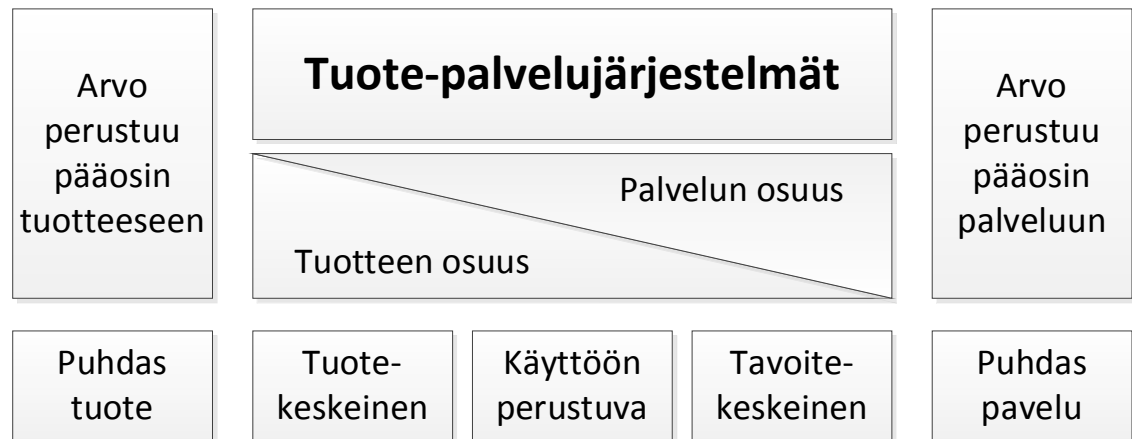 Arvo
perustuu
pääosin
tuotteeseen
Tuote-palvelujärjestelmät
Palvelun osuus
Tuotteen osuus
Arvo
perustuu
pääosin
palveluun
Puhdas
tuote
Tuote-
keskeinen
Käyttöön
perustuva
Tavoite-
keskeinen
Puhdas
pavelu